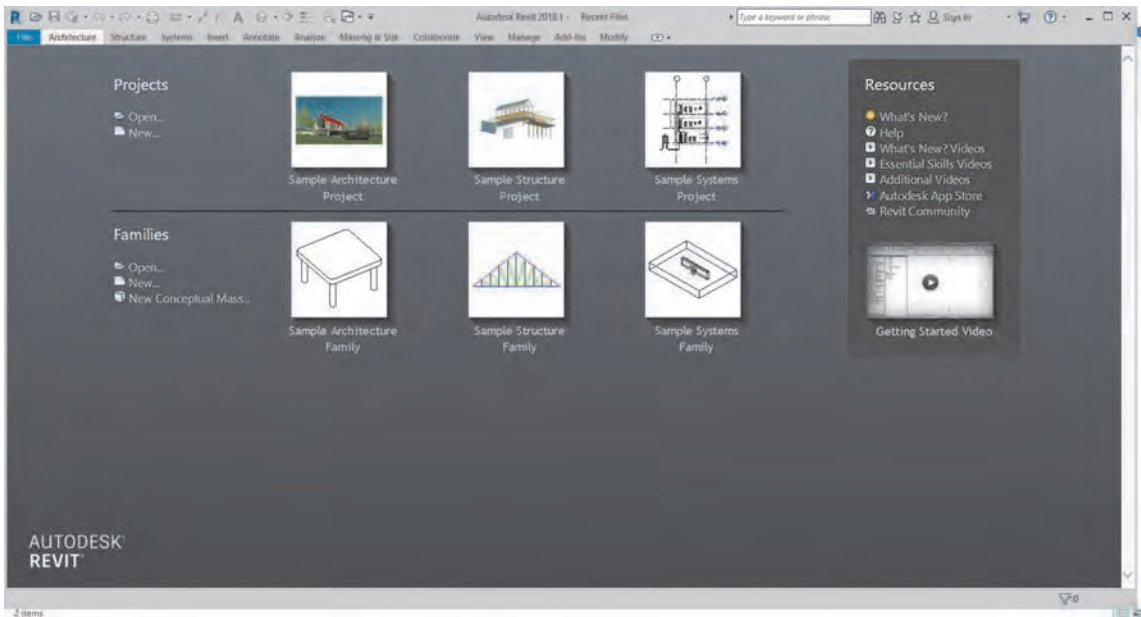 Autodesk Revit 2018.1 - Recent Files
Type a keyword or phrase
Sign In
File Architecture Structure Systems Insert Annotate Analyze Massing & Site Collaborate View Manage Add-Ins Modify
Projects
Open...
New...
Sample Architecture
Project
Sample Structure
Project
Sample Systems
Project
Families
Open...
New...
New Conceptual Mass...
Sample Architecture
Family
Sample Structure
Family
Sample Systems
Family
Resources
What's New?
Help
What's New? Videos
Essential Skills Videos
Additional Videos
Autodesk App Store
Revit Community
Getting Started Video
AUTODESK
REVIT
:0
2 items